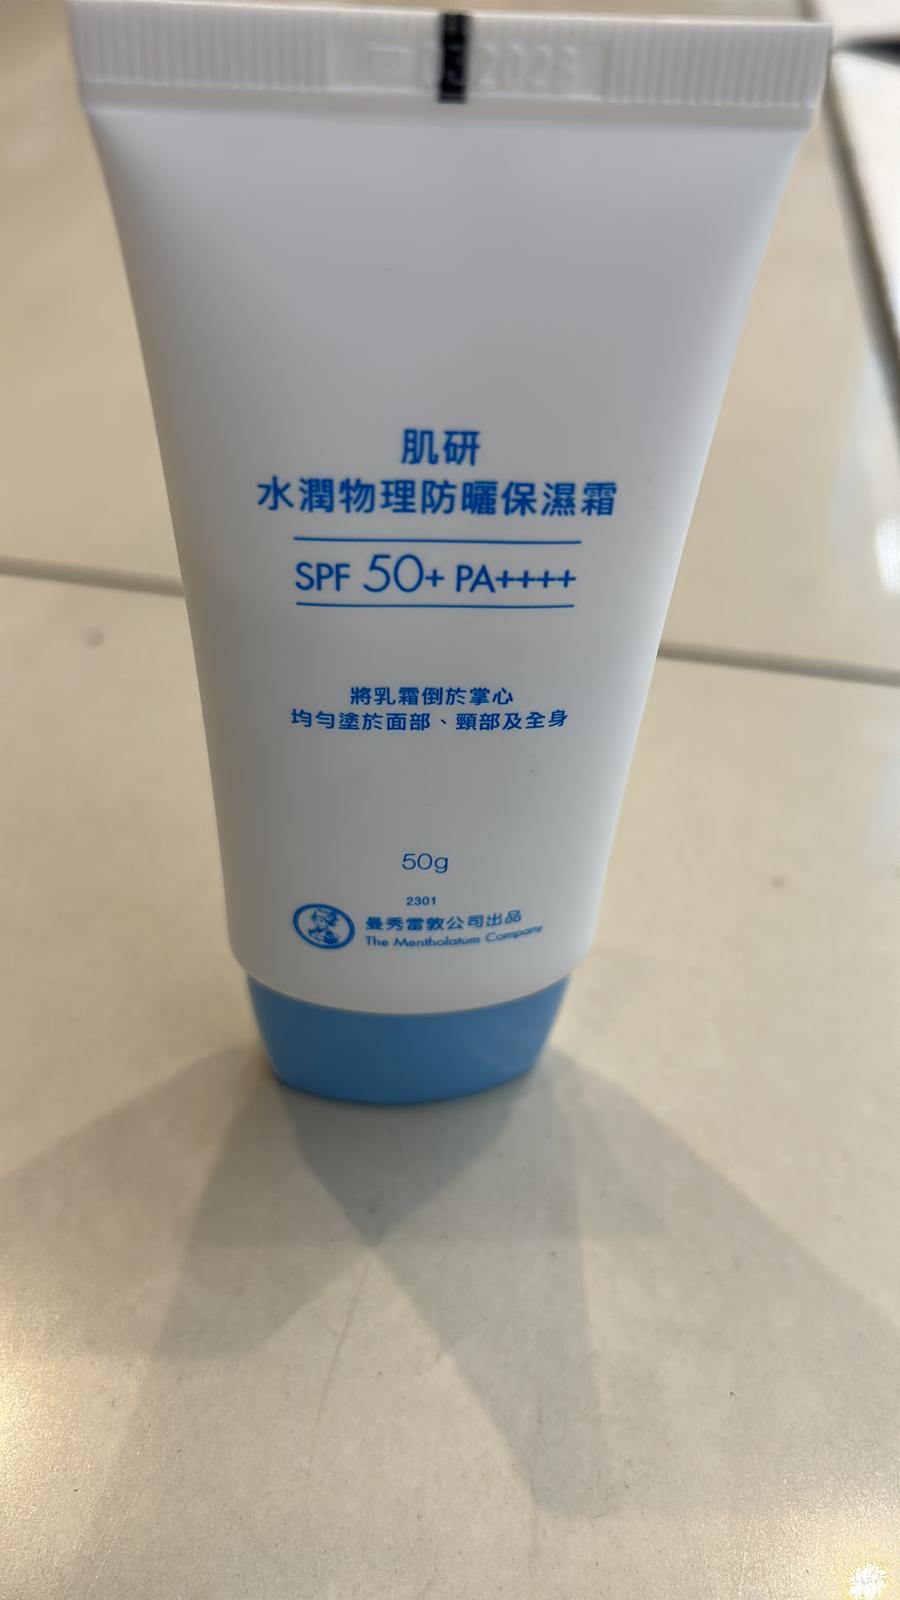 2028
肌研
水潤物理防曬保濕霜
SPF 50+ PA++++
將乳霜倒於掌心
均勻塗於面部、頸部及全身
50g
2301
曼秀雷敦公司出品
The Mentholatum Company